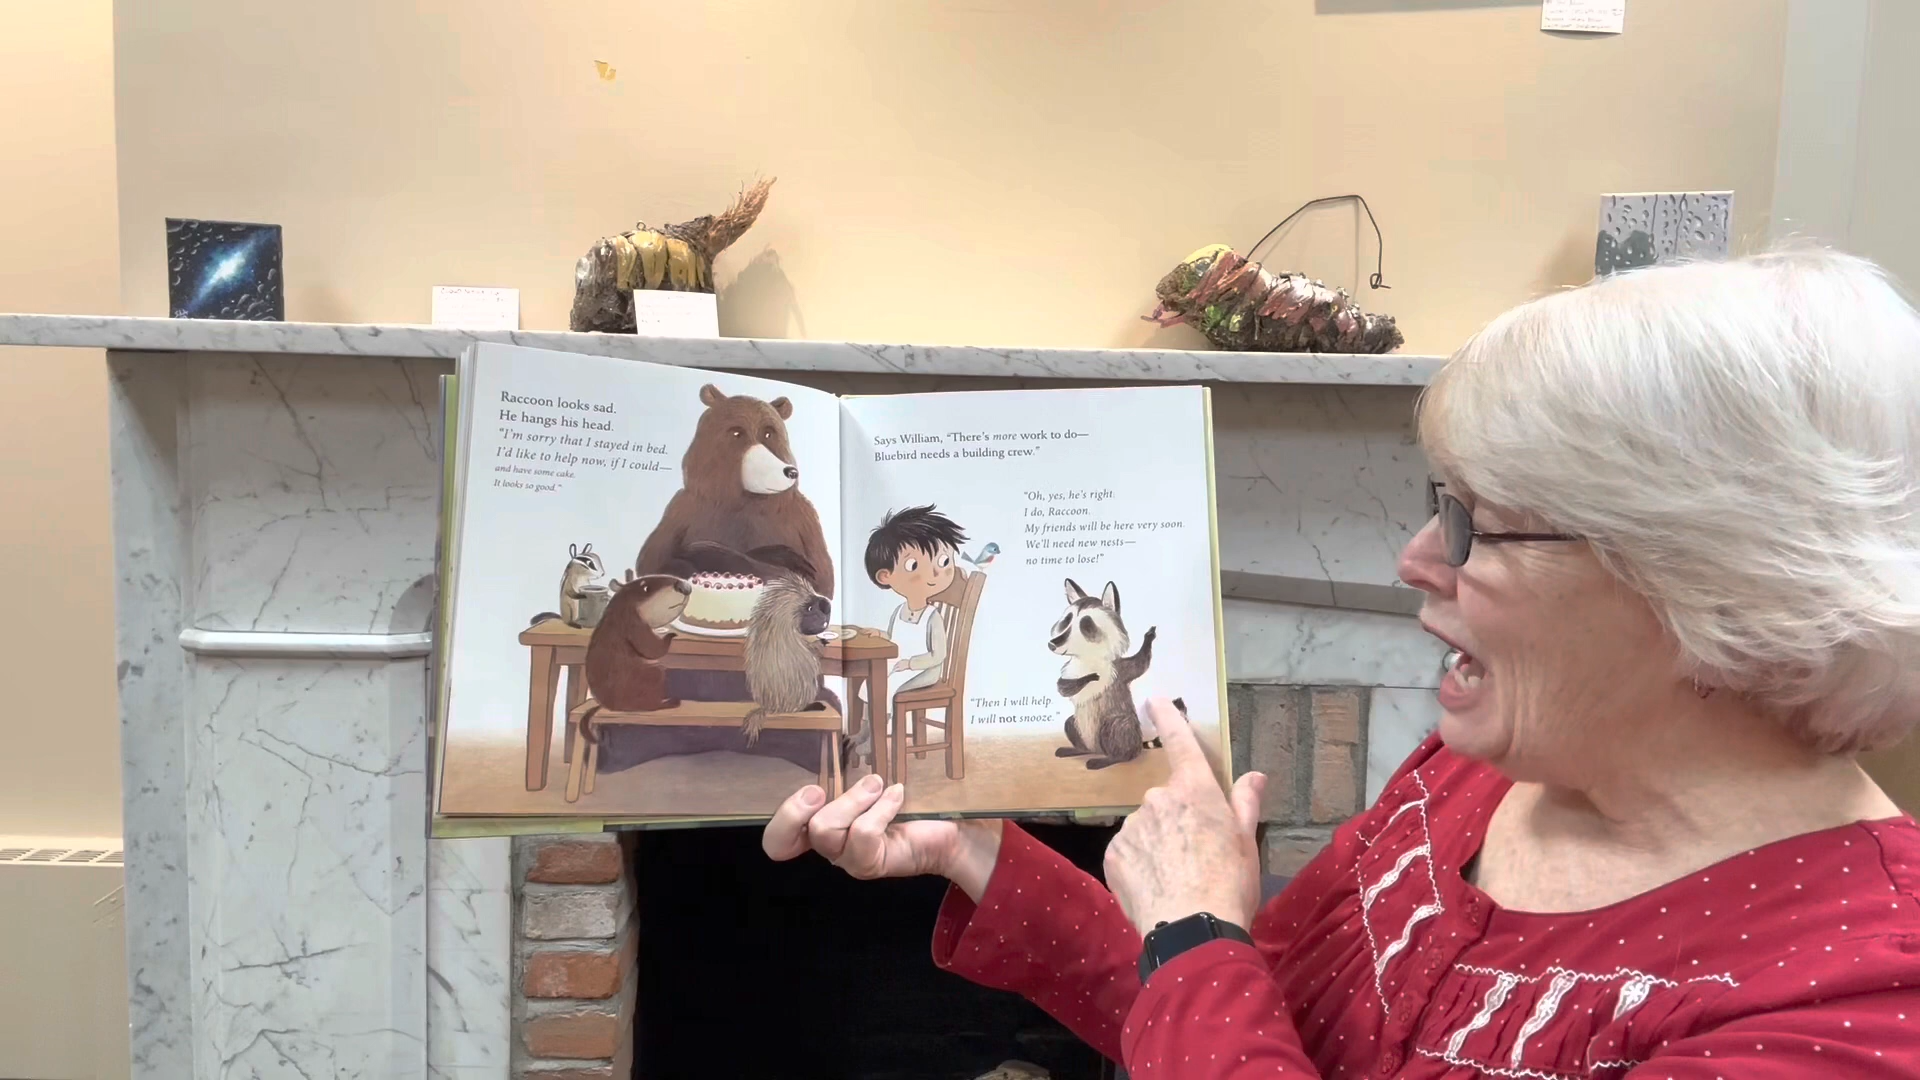 Raccoon looks sad.
He hangs his head.
"I'm sorry that I stayed in bed.
I'd like to help now, if I could—
and have some cake.
It looks so good."
Says William, "There's more work to do—
Bluebird needs a building crew."
"Oh, yes, he's right.
I do, Raccoon.
My friends will be here very soon.
We'll need new nests—
no time to lose!"
"Then I will help.
I will not snooze."